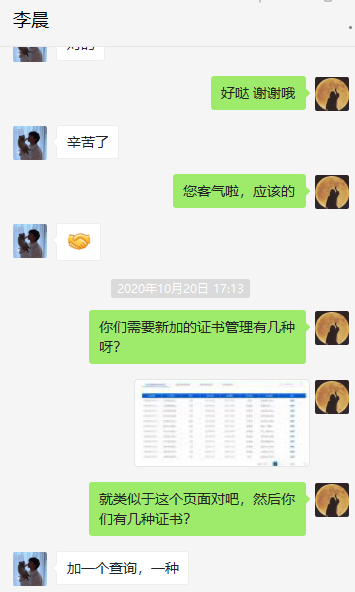 李晨
好哒 谢谢哦
辛苦了
您客气啦，应该的
2020年10月20日 17:13
你们需要新加的证书管理有几种
呀？
就类似于这个页面对吧，然后你
们有几种证书？
加一个查询，一种